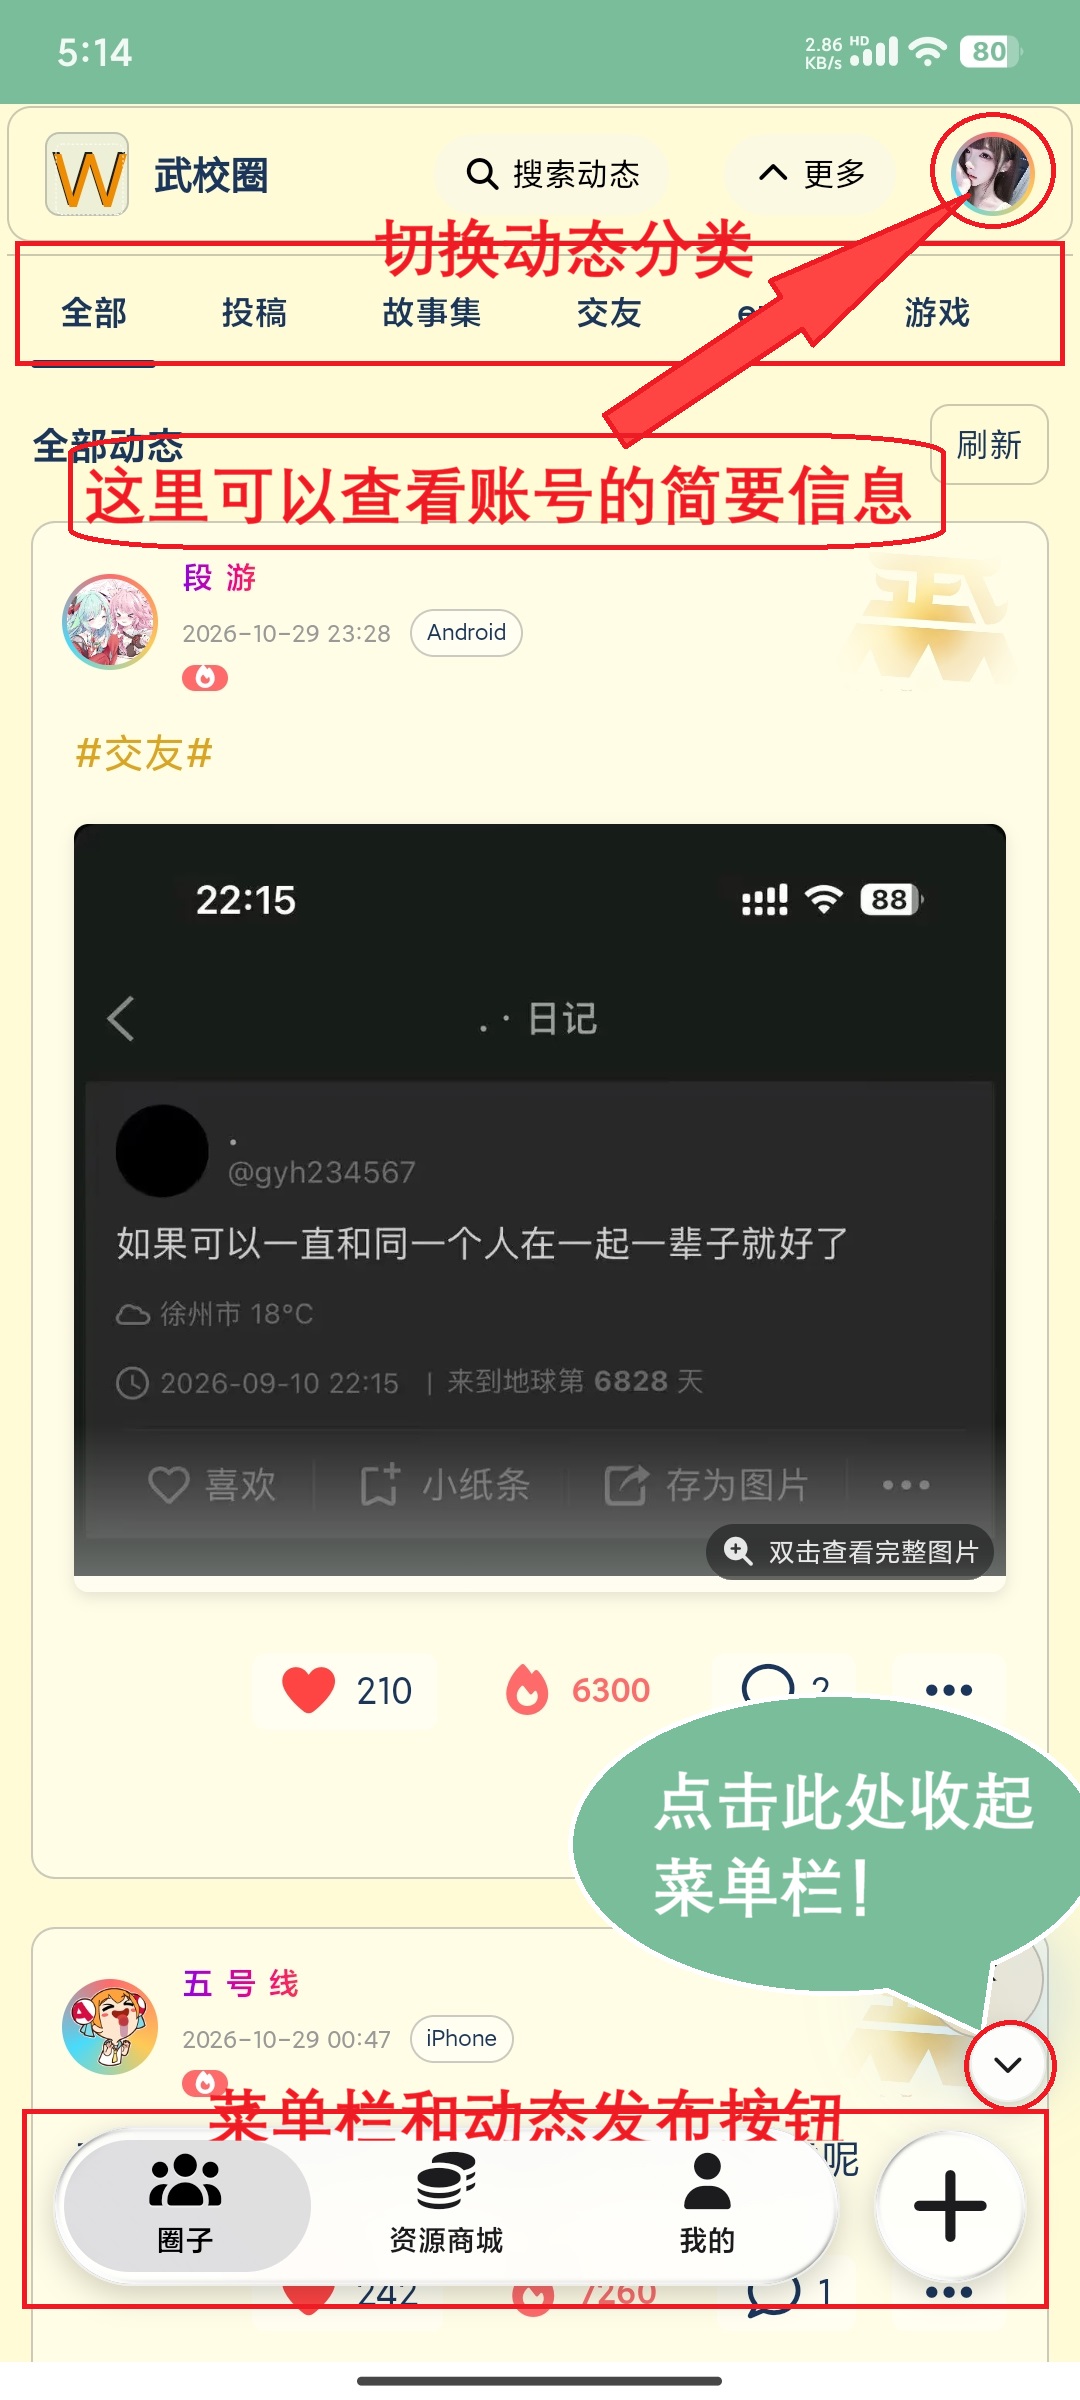 5:14
2.86 KB/s HD 80
武校圈 搜索动态 更多
切换动态分类
全部 投稿 故事集 交友 游戏
全部动态 刷新
这里可以查看账号的简要信息
段 游
2026-10-29 23:28 Android
#交友#
22:15 88
. · 日记
.
@gyh234567
如果可以一直和同一个人在一起一辈子就好了
徐州市 18°C
2026-09-10 22:15 | 来到地球第 6828 天
喜欢 小纸条 存为图片
双击查看完整图片
210 6300 2
点击此处收起
菜单栏！
五 号 线
2026-10-29 00:47 iPhone
菜单栏和动态发布按钮
呢
圈子 资源商城 我的
242 7260 1